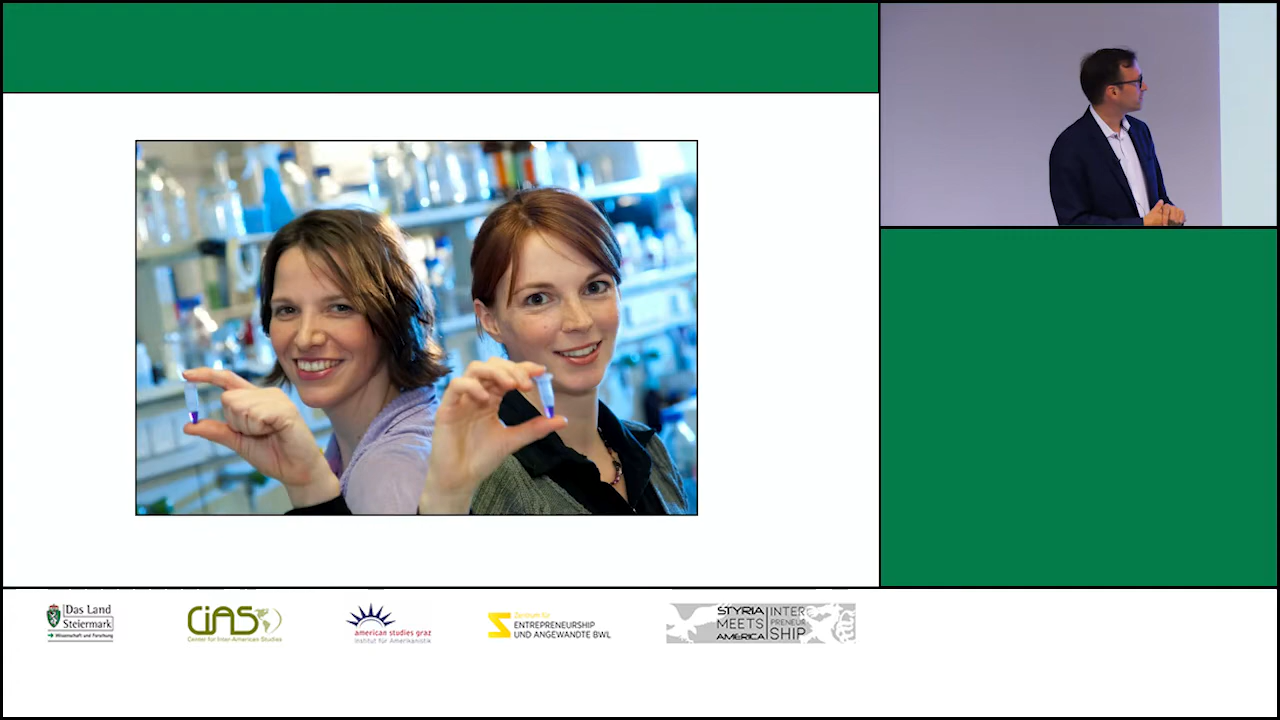 Das Land
Steiermark
Wissenschaft und Forschung
CIAS
Center for Inter-American Studies
american studies graz
Institut für Amerikanistik
Zentrum für
ENTREPRENEURSHIP
UND ANGEWANDTE BWL
STYRIA
MEETS
AMERICA
INTER
PRENEUR
SHIP